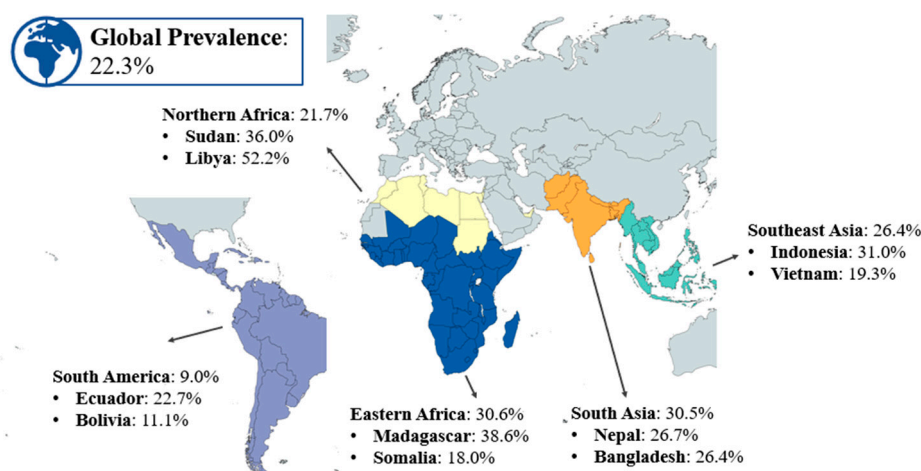 Global Prevalence:
22.3%
Northern Africa: 21.7%
• Sudan: 36.0%
• Libya: 52.2%
Southeast Asia: 26.4%
• Indonesia: 31.0%
• Vietnam: 19.3%
South America: 9.0%
• Ecuador: 22.7%
• Bolivia: 11.1%
Eastern Africa: 30.6%
• Madagascar: 38.6%
• Somalia: 18.0%
South Asia: 30.5%
• Nepal: 26.7%
• Bangladesh: 26.4%